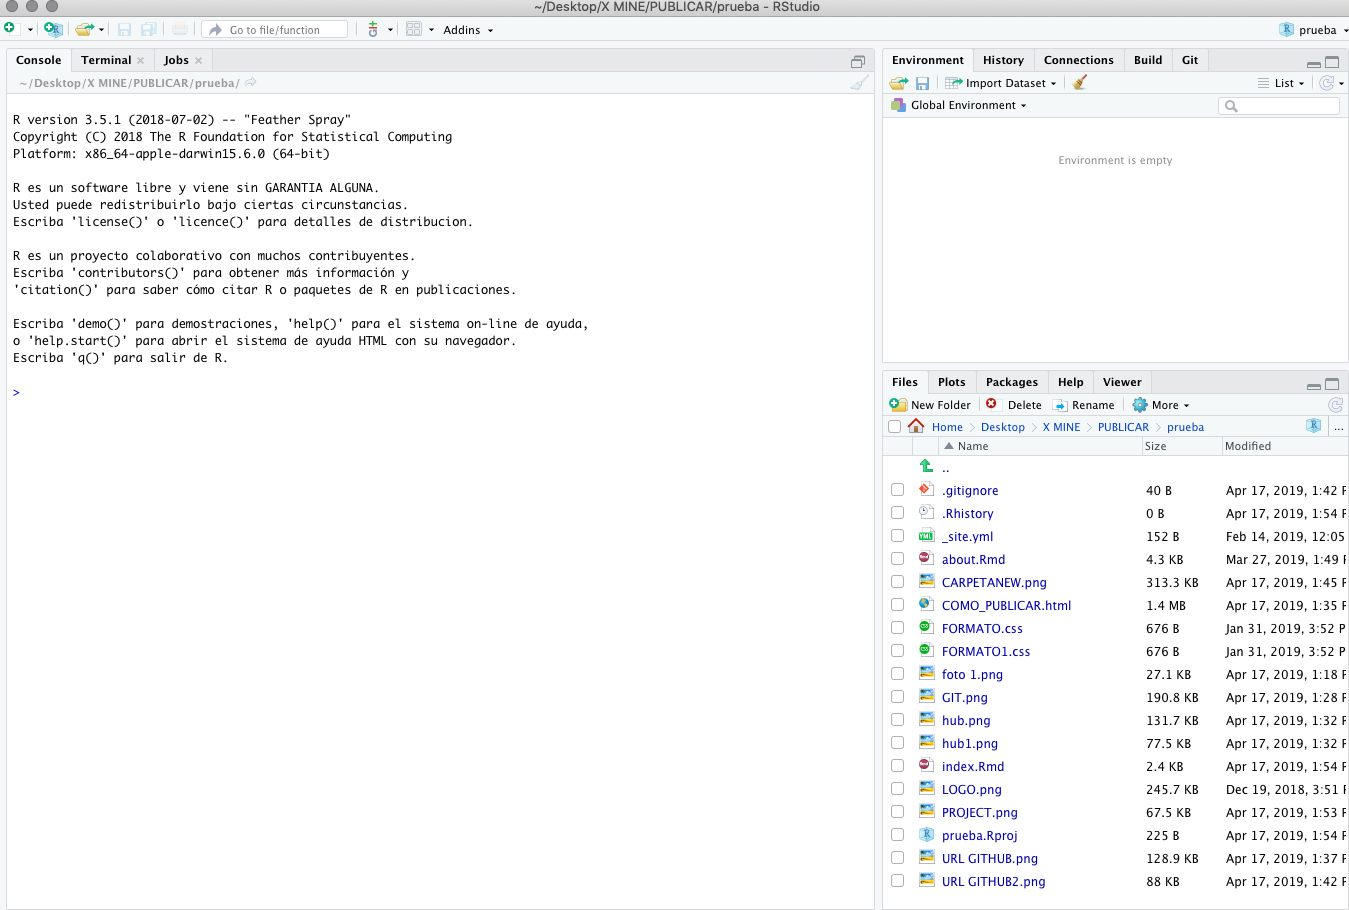 ~/Desktop/X MINE/PUBLICAR/prueba - RStudio
Go to file/function
Addins
prueba
Console Terminal Jobs
~/Desktop/X MINE/PUBLICAR/prueba/
R version 3.5.1 (2018-07-02) -- "Feather Spray"
Copyright (C) 2018 The R Foundation for Statistical Computing
Platform: x86_64-apple-darwin15.6.0 (64-bit)
R es un software libre y viene sin GARANTIA ALGUNA.
Usted puede redistribuirlo bajo ciertas circunstancias.
Escriba 'license()' o 'licence()' para detalles de distribucion.
R es un proyecto colaborativo con muchos contribuyentes.
Escriba 'contributors()' para obtener más información y
'citation()' para saber cómo citar R o paquetes de R en publicaciones.
Escriba 'demo()' para demostraciones, 'help()' para el sistema on-line de ayuda,
o 'help.start()' para abrir el sistema de ayuda HTML con su navegador.
Escriba 'q()' para salir de R.
>
Environment History Connections Build Git
Import Dataset List
Global Environment
Environment is empty
Files Plots Packages Help Viewer
New Folder Delete Rename More
Home Desktop X MINE PUBLICAR prueba ...
Name Size Modified
..
.gitignore 40 B Apr 17, 2019, 1:42 P
.Rhistory 0 B Apr 17, 2019, 1:54 P
_site.yml 152 B Feb 14, 2019, 12:05
about.Rmd 4.3 KB Mar 27, 2019, 1:49 P
CARPETANEW.png 313.3 KB Apr 17, 2019, 1:45 P
COMO_PUBLICAR.html 1.4 MB Apr 17, 2019, 1:35 P
FORMATO.css 676 B Jan 31, 2019, 3:52 P
FORMATO1.css 676 B Jan 31, 2019, 3:52 P
foto 1.png 27.1 KB Apr 17, 2019, 1:18 P
GIT.png 190.8 KB Apr 17, 2019, 1:28 P
hub.png 131.7 KB Apr 17, 2019, 1:32 P
hub1.png 77.5 KB Apr 17, 2019, 1:32 P
index.Rmd 2.4 KB Apr 17, 2019, 1:54 P
LOGO.png 245.7 KB Dec 19, 2018, 3:51 P
PROJECT.png 67.5 KB Apr 17, 2019, 1:53 P
prueba.Rproj 225 B Apr 17, 2019, 1:54 P
URL GITHUB.png 128.9 KB Apr 17, 2019, 1:37 P
URL GITHUB2.png 88 KB Apr 17, 2019, 1:42 P